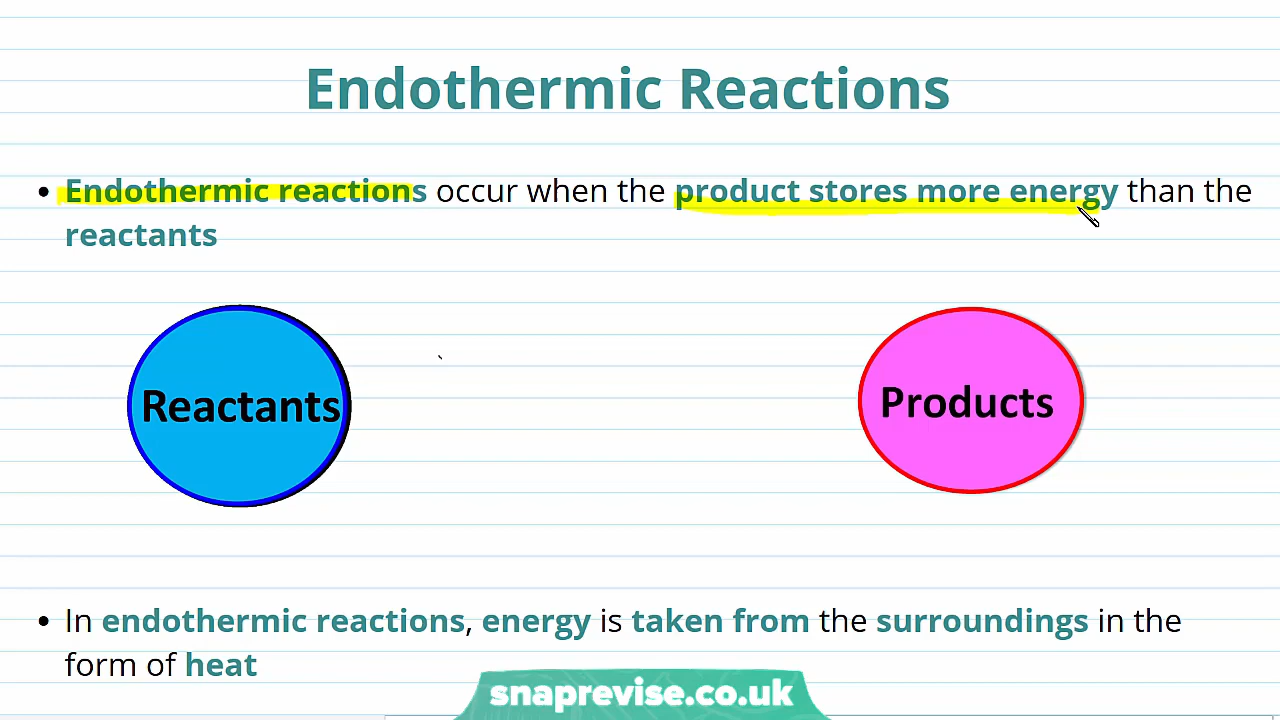 Endothermic Reactions
• Endothermic reactions occur when the product stores more energy than the
reactants
Reactants
Products
• In endothermic reactions, energy is taken from the surroundings in the
form of heat
snaprevise.co.uk